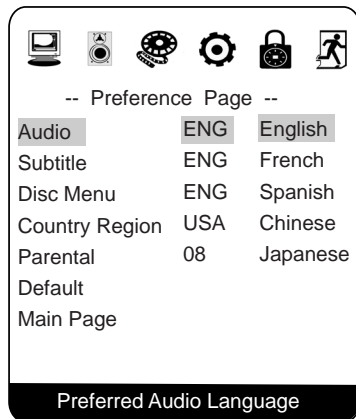 -- Preference Page --
Audio ENG English
Subtitle ENG French
Disc Menu ENG Spanish
Country Region USA Chinese
Parental 08 Japanese
Default
Main Page
Preferred Audio Language